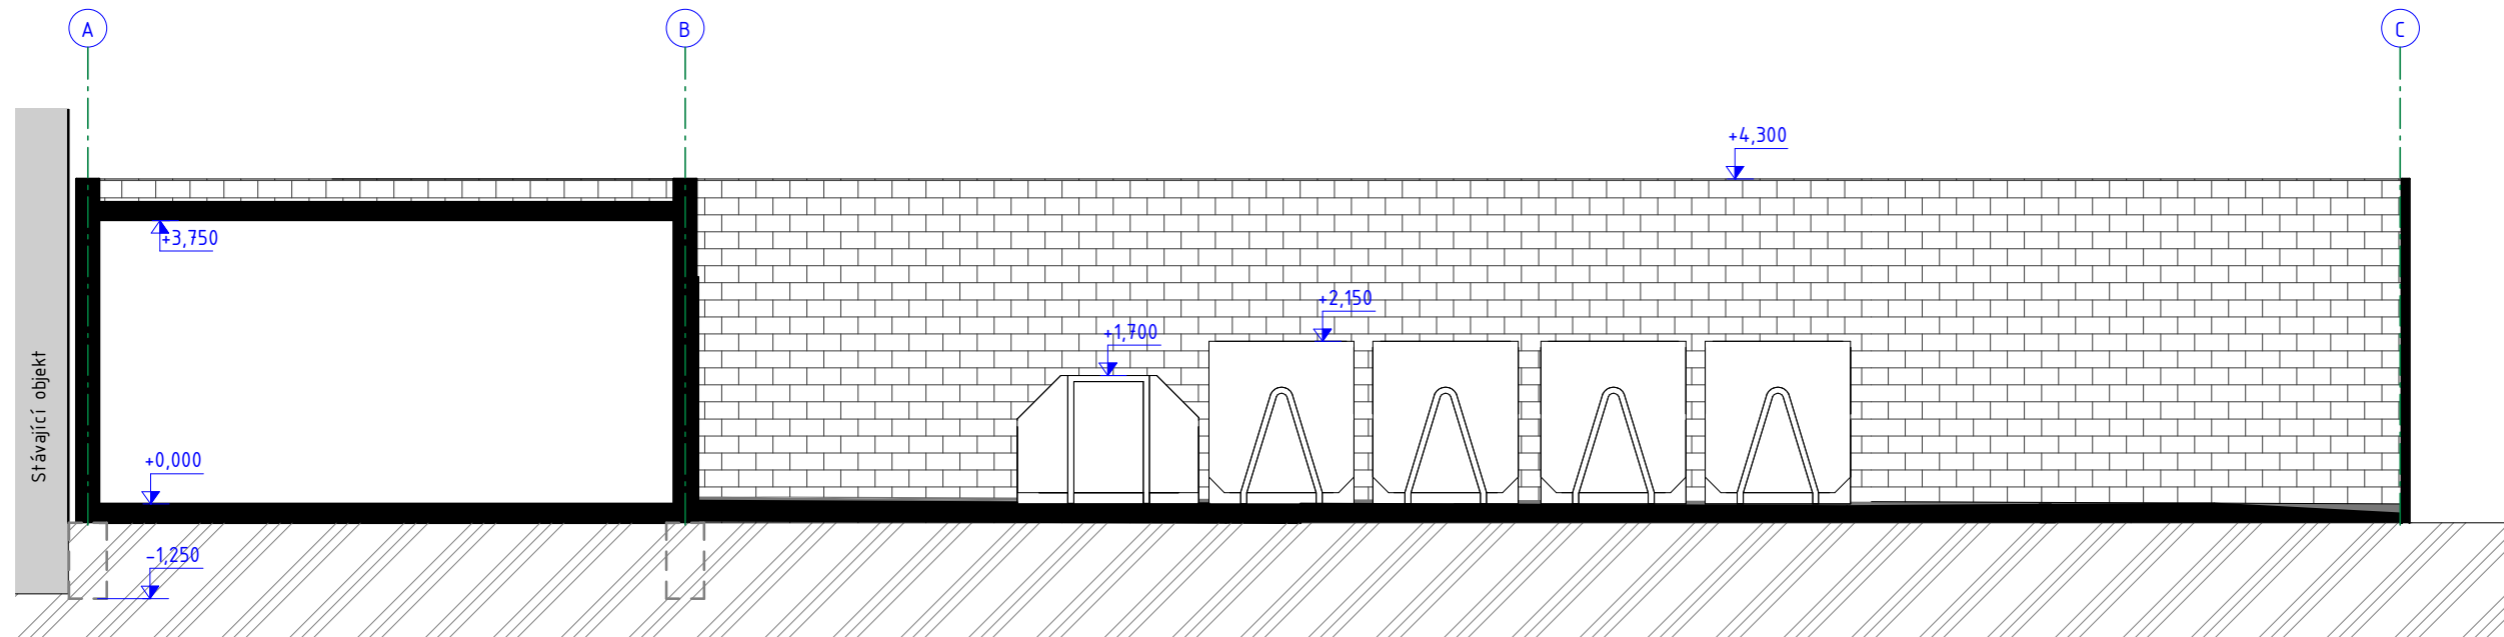 A
B
C
+4,300
+3,750
+2,150
+1,700
Stávající objekt
+0,000
-1,250